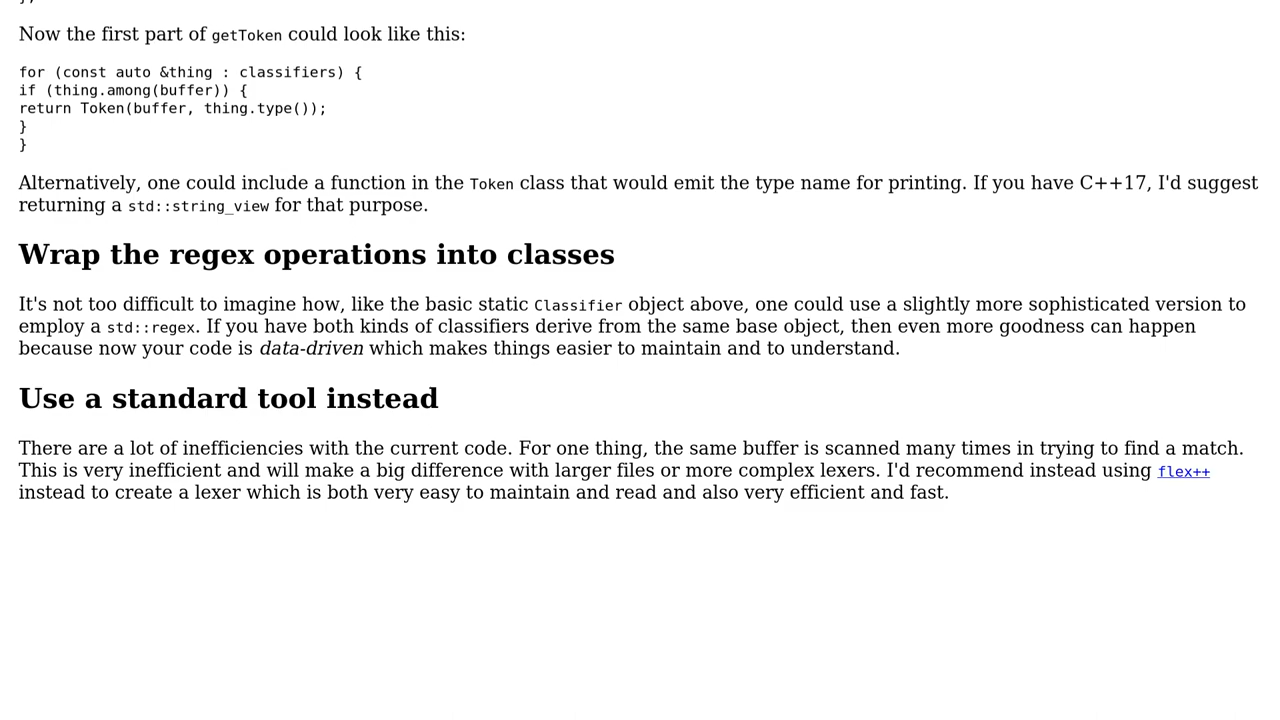 Now the first part of getToken could look like this:
for (const auto &thing : classifiers) {
if (thing.among(buffer)) {
return Token(buffer, thing.type());
}
}
Alternatively, one could include a function in the Token class that would emit the type name for printing. If you have C++17, I'd suggest
returning a std::string_view for that purpose.
Wrap the regex operations into classes
It's not too difficult to imagine how, like the basic static Classifier object above, one could use a slightly more sophisticated version to
employ a std::regex. If you have both kinds of classifiers derive from the same base object, then even more goodness can happen
because now your code is data-driven which makes things easier to maintain and to understand.
Use a standard tool instead
There are a lot of inefficiencies with the current code. For one thing, the same buffer is scanned many times in trying to find a match.
This is very inefficient and will make a big difference with larger files or more complex lexers. I'd recommend instead using flex++
instead to create a lexer which is both very easy to maintain and read and also very efficient and fast.